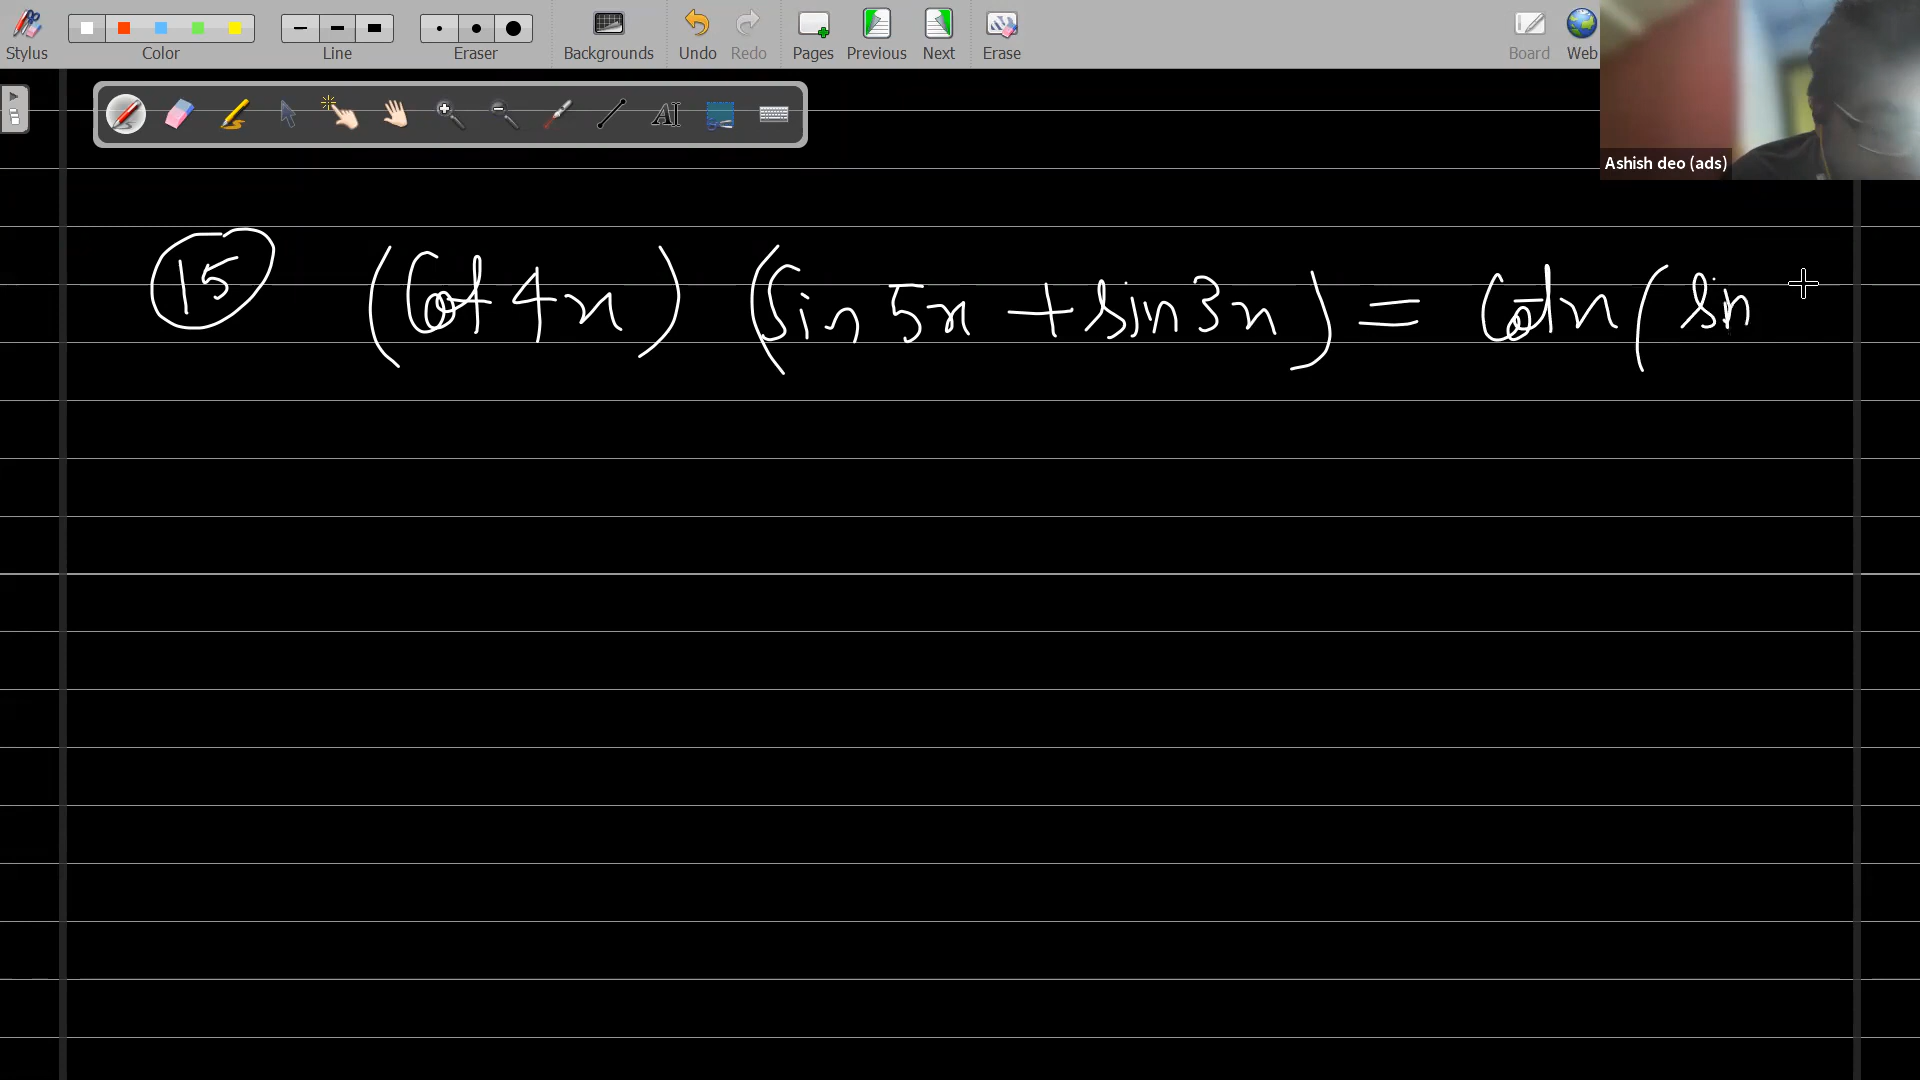 Stylus Color Line Eraser Backgrounds Undo Redo Pages Previous Next Erase Board Web
AI
Ashish deo (ads)
15 (Cot 4x) (Sin 5x + sin 3x) = Cot x ( sin